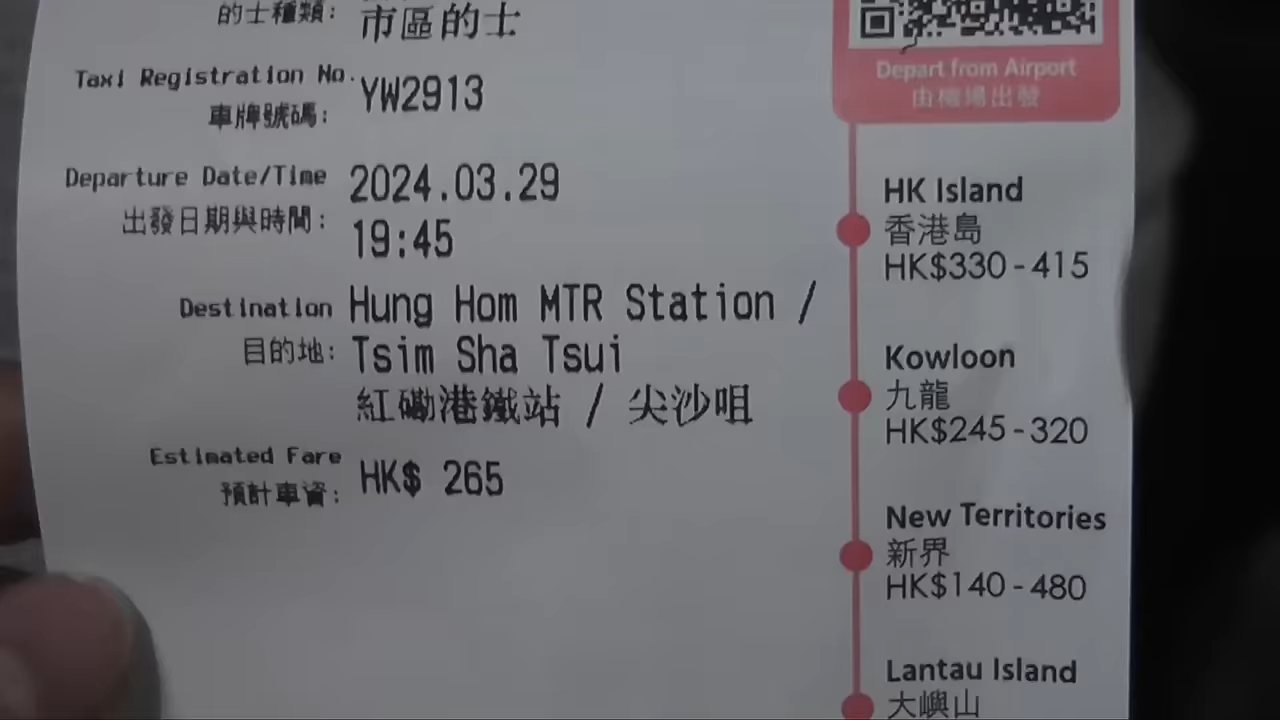 的士種類:
市區的士
Taxi Registration No.
車牌號碼:
YW2913
Departure Date/Time
出發日期與時間:
2024.03.29
19:45
Destination
目的地:
Hung Hom MTR Station /
Tsim Sha Tsui
紅磡港鐵站 / 尖沙咀
Estimated Fare
預計車資:
HK$ 265
Depart from Airport
由機場出發
HK Island
香港島
HK$330-415
Kowloon
九龍
HK$245-320
New Territories
新界
HK$140-480
Lantau Island
大嶼山